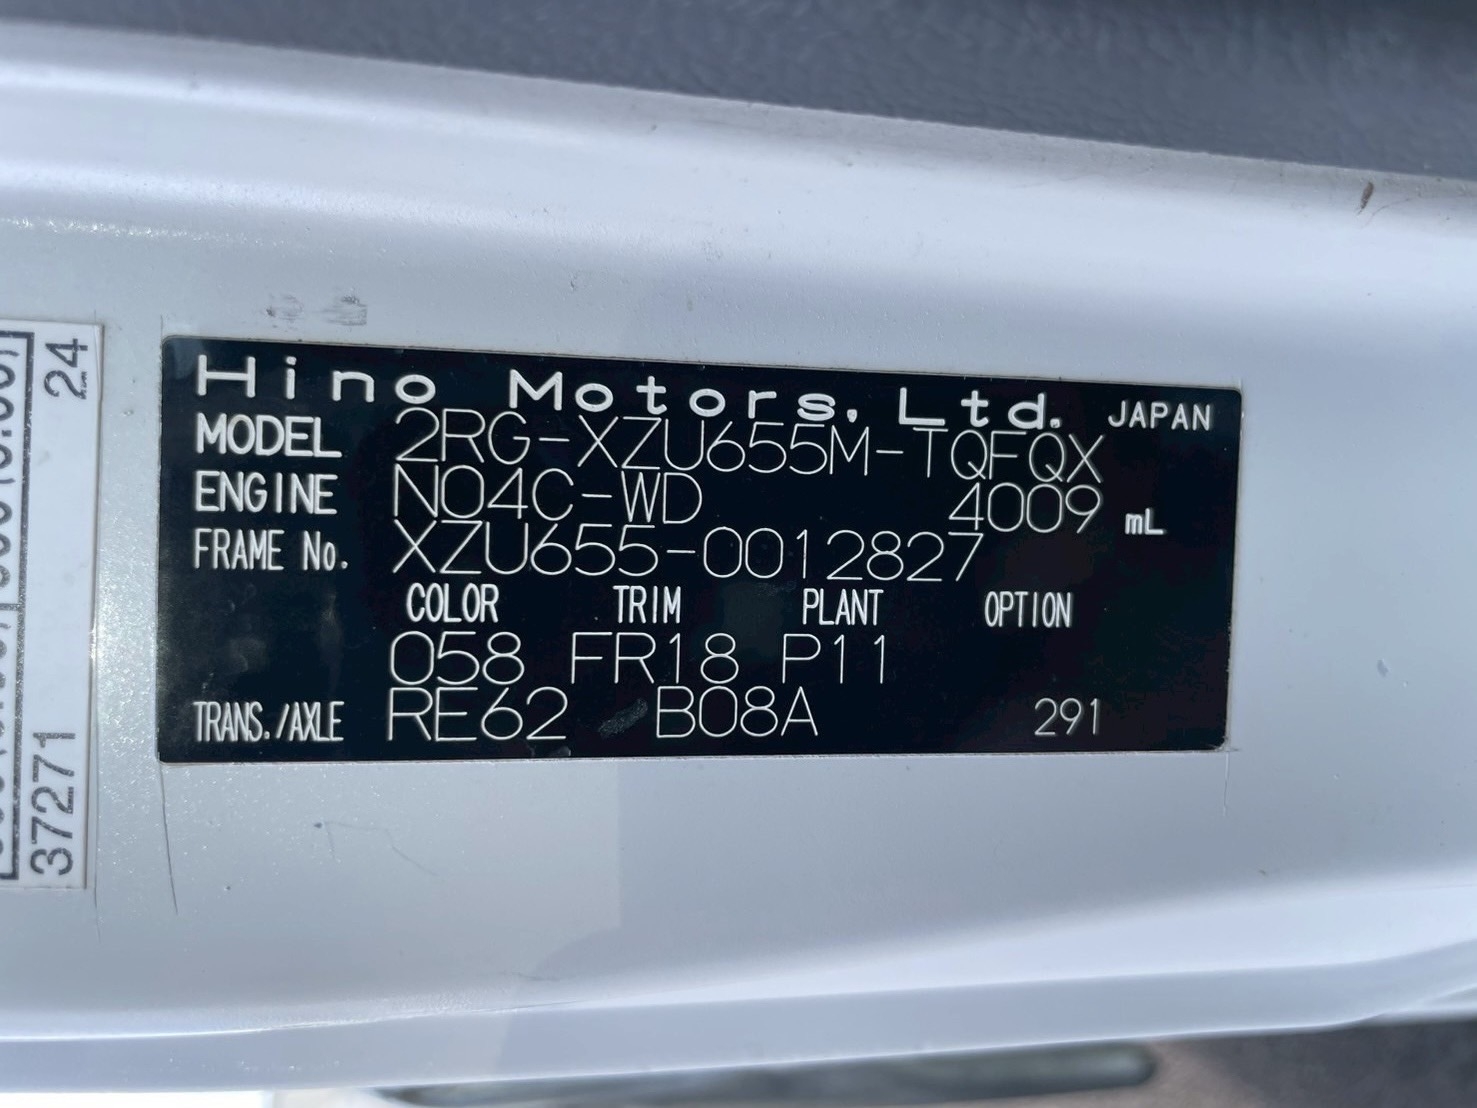 Hino Motors, Ltd. JAPAN
MODEL 2RG-XZU655M-TQFQX
ENGINE N04C-WD 4009 mL
FRAME No. XZU655-0012827
COLOR TRIM PLANT OPTION
058 FR18 P11
TRANS./AXLE RE62 B08A 291
37271 24